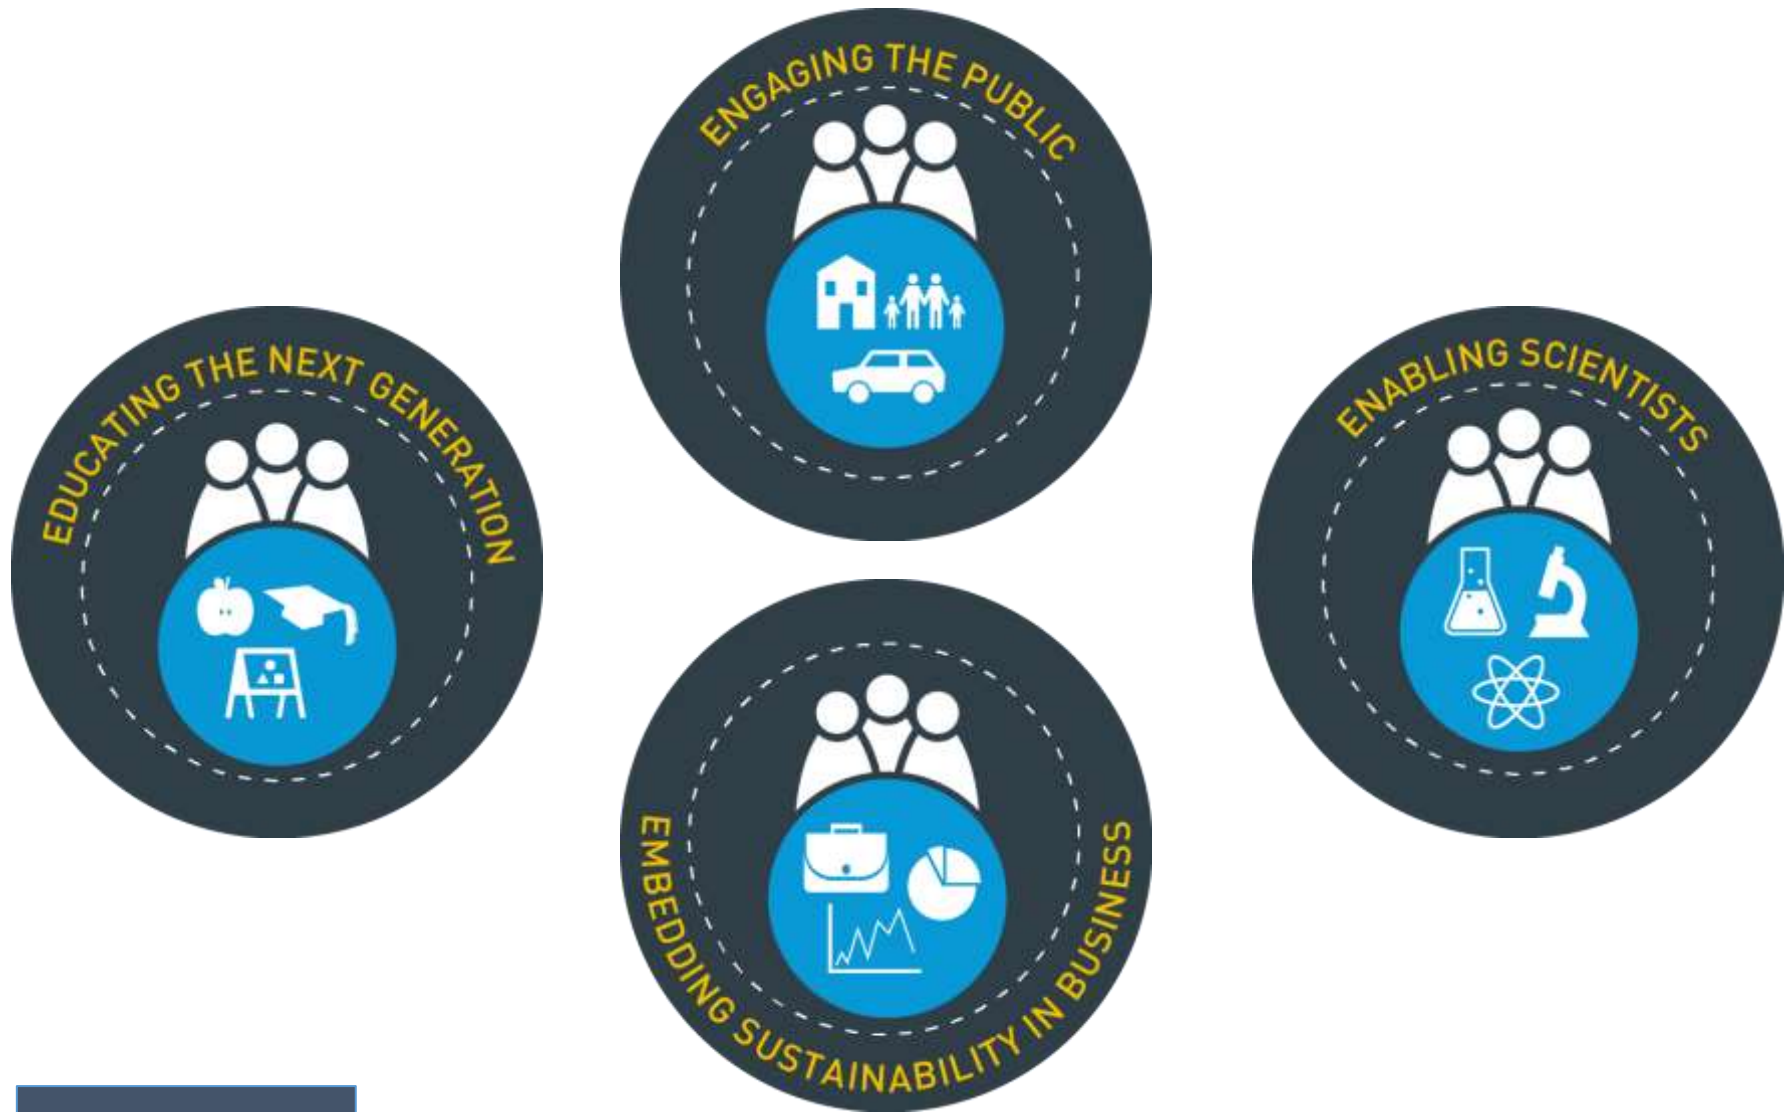 ENGAGING THE PUBLIC
EDUCATING THE NEXT GENERATION
ENABLING SCIENTISTS
EMBEDDING SUSTAINABILITY IN BUSINESS